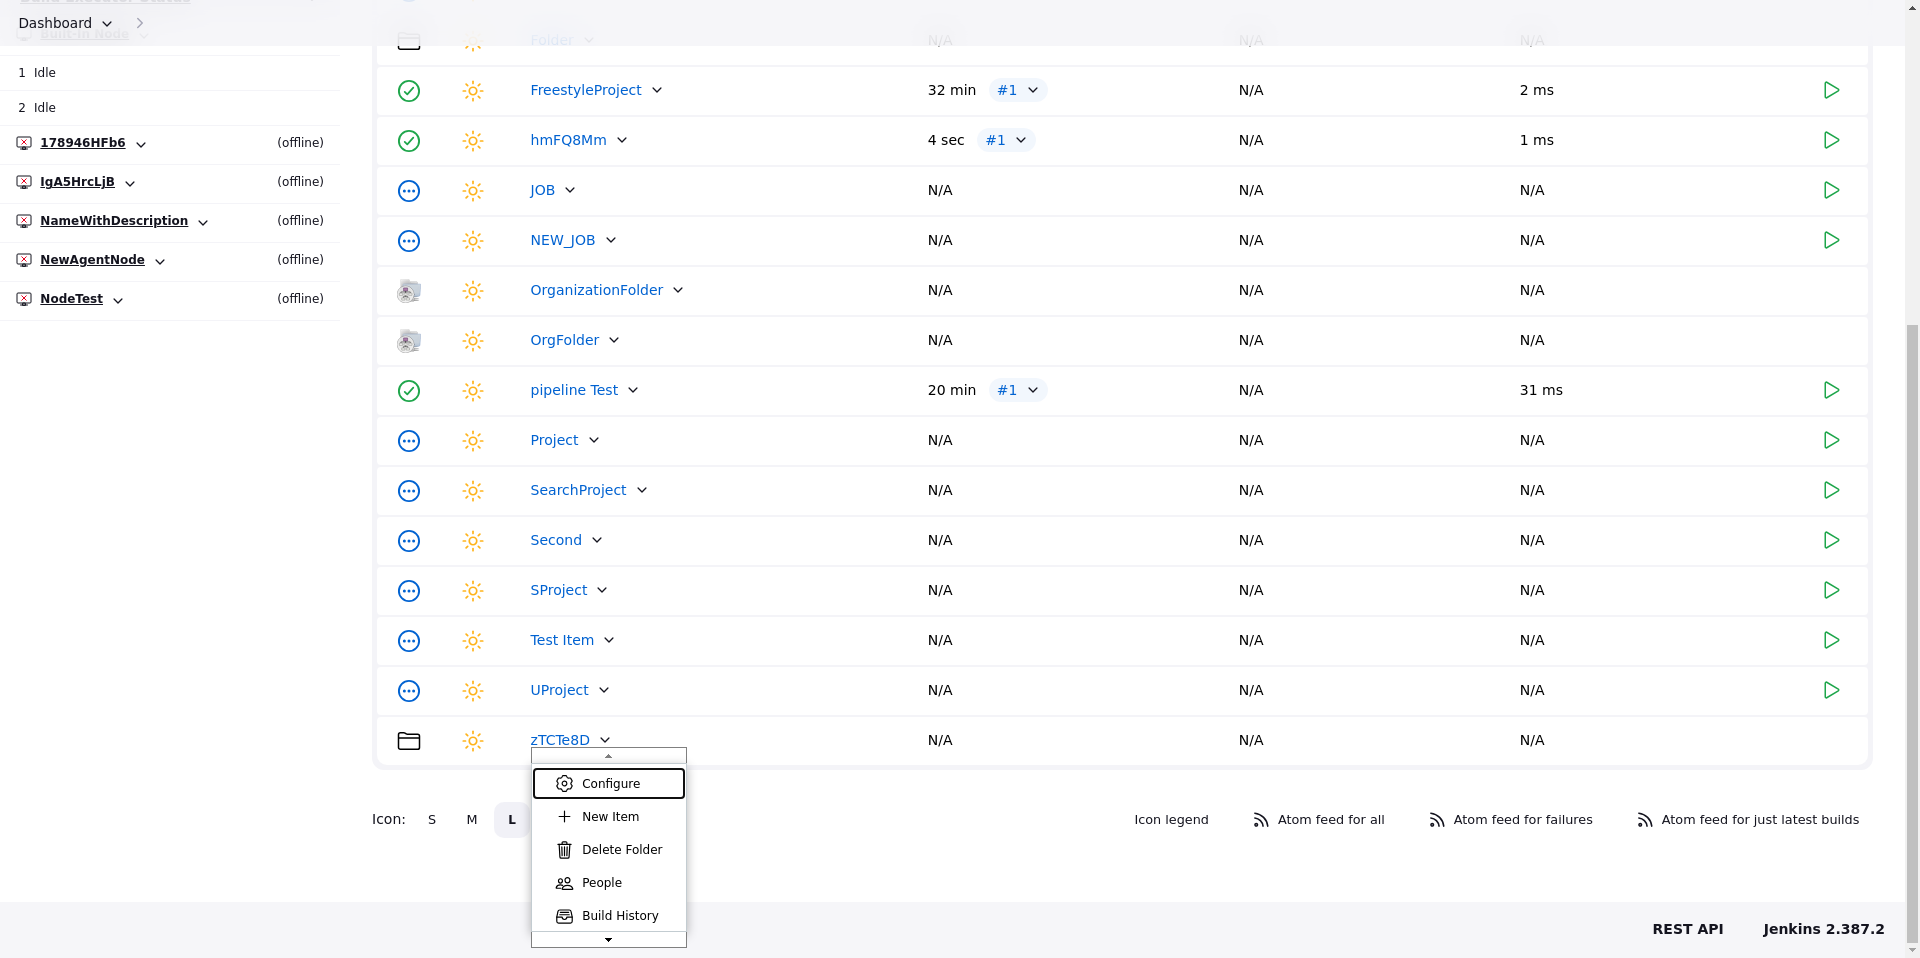 Dashboard
Built-In Node
1 Idle
2 Idle
178946HFb6 (offline)
IgA5HrcLjB (offline)
NameWithDescription (offline)
NewAgentNode (offline)
NodeTest (offline)
Folder N/A N/A N/A
FreestyleProject 32 min #1 N/A 2 ms
hmFQ8Mm 4 sec #1 N/A 1 ms
JOB N/A N/A N/A
NEW_JOB N/A N/A N/A
OrganizationFolder N/A N/A N/A
OrgFolder N/A N/A N/A
pipeline Test 20 min #1 N/A 31 ms
Project N/A N/A N/A
SearchProject N/A N/A N/A
Second N/A N/A N/A
SProject N/A N/A N/A
Test Item N/A N/A N/A
UProject N/A N/A N/A
zTCTe8D N/A N/A N/A
Configure
New Item
Delete Folder
People
Build History
Icon: S M L
Icon legend Atom feed for all Atom feed for failures Atom feed for just latest builds
REST API Jenkins 2.387.2